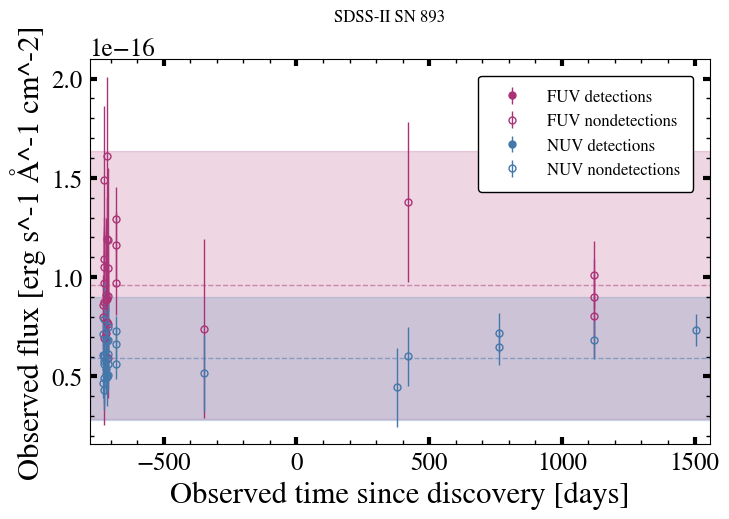 SDSS-II SN 893
1e−16
2.0
1.5
1.0
0.5
Observed flux [erg s^-1 Å^-1 cm^-2]
FUV detections
FUV nondetections
NUV detections
NUV nondetections
−500 0 500 1000 1500
Observed time since discovery [days]